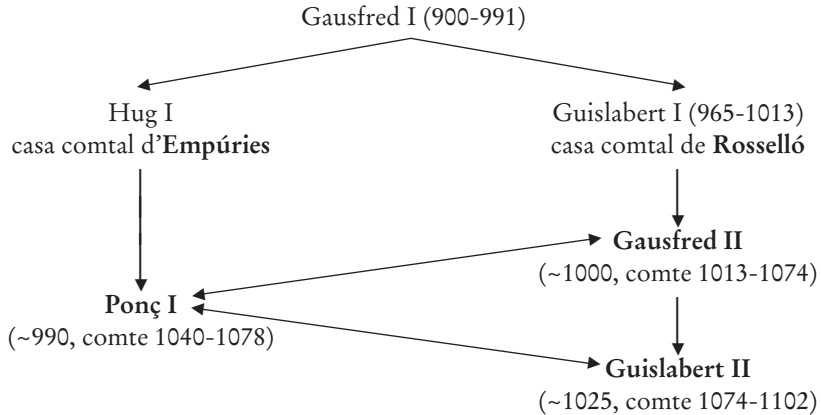 Gausfred I (900-991)
Hug I
casa comtal d’Empúries
Guislabert I (965-1013)
casa comtal de Rosselló
Gausfred II
(~1000, comte 1013-1074)
Ponç I
(~990, comte 1040-1078)
Guislabert II
(~1025, comte 1074-1102)